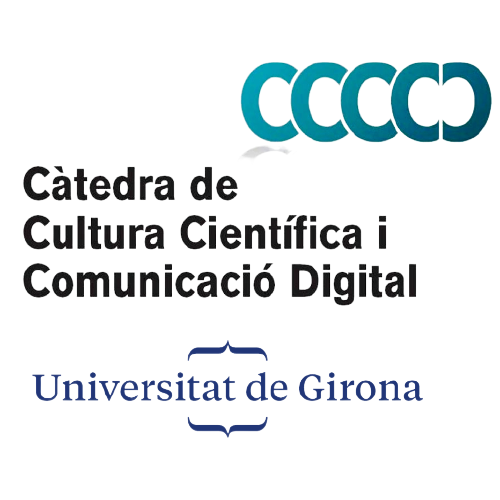 CCCCD
Càtedra de
Cultura Científica i
Comunicació Digital
Universitat de Girona